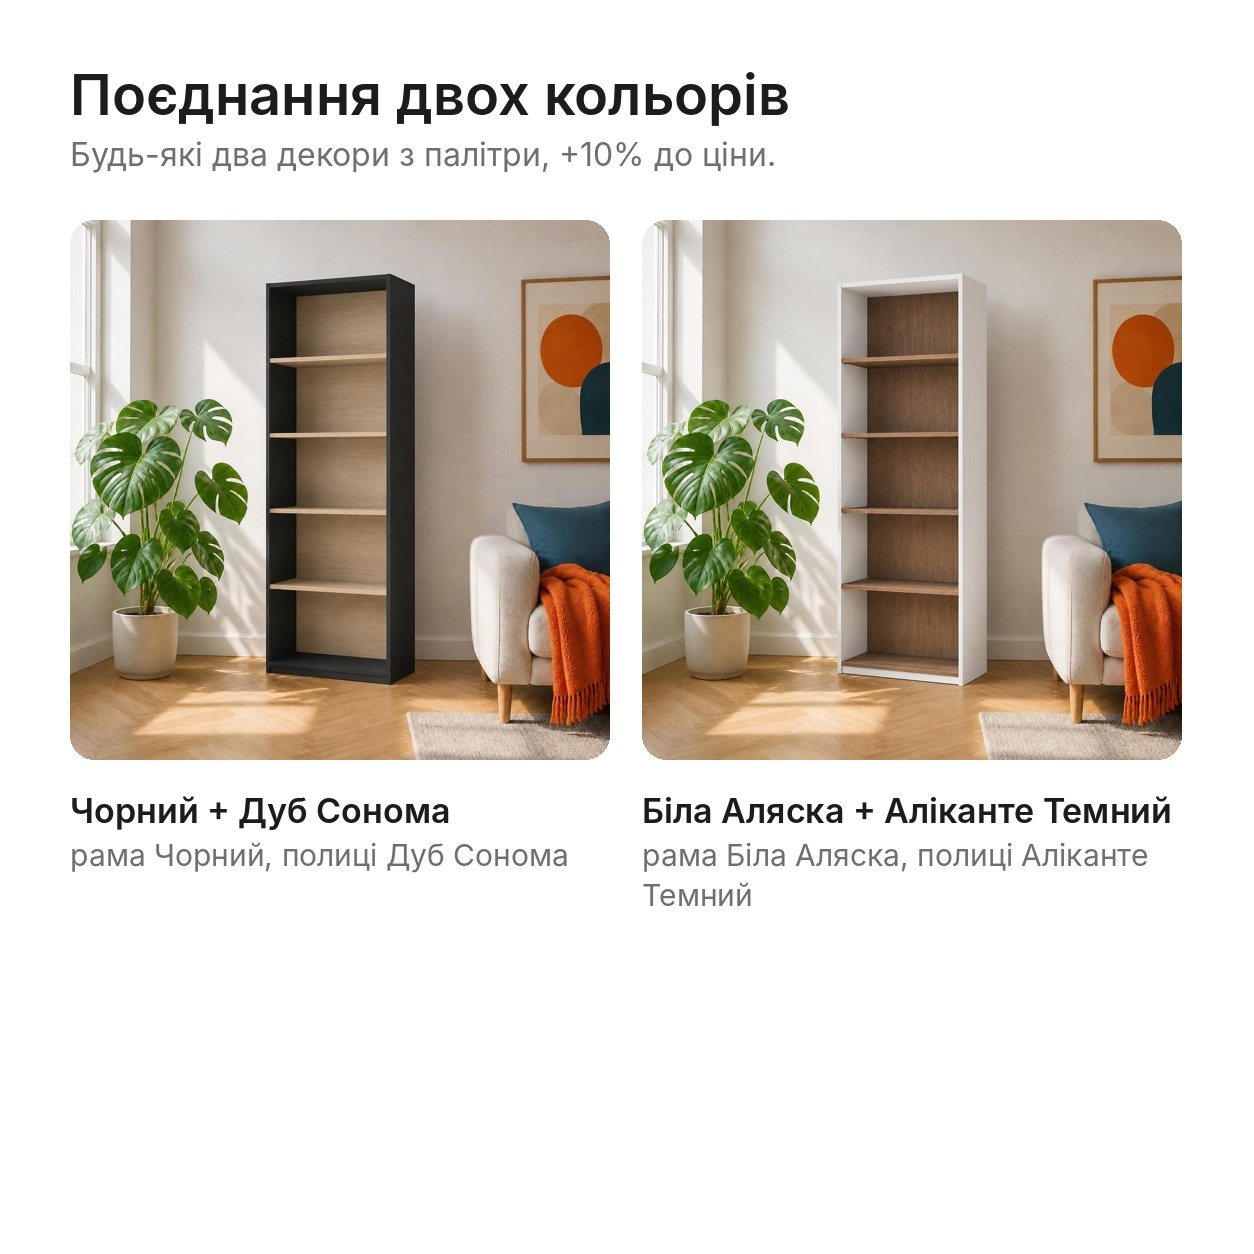 Поєднання двох кольорів
Будь-які два декори з палітри, +10% до ціни.
Чорний + Дуб Сонома
рама Чорний, полиці Дуб Сонома
Біла Аляска + Аліканте Темний
рама Біла Аляска, полиці Аліканте
Темний